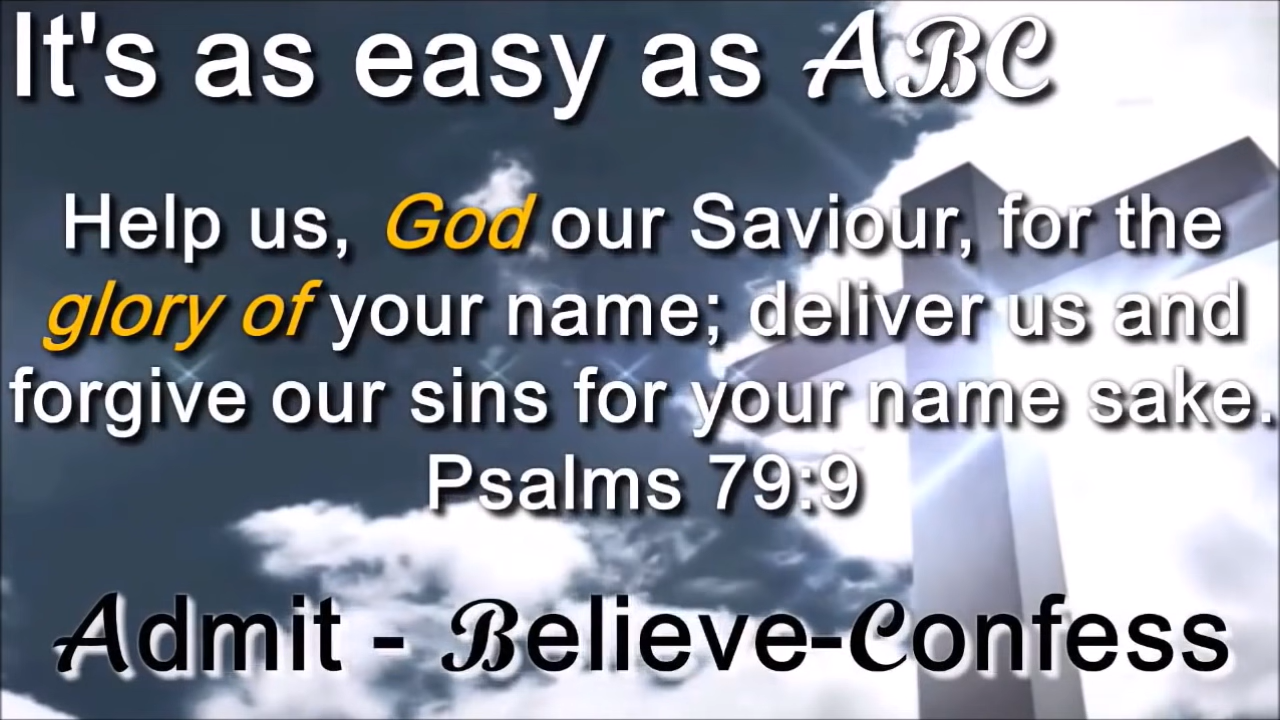 It's as easy as ABC
Help us, God our Saviour, for the
glory of your name; deliver us and
forgive our sins for your name sake.
Psalms 79:9
Admit - Believe-Confess